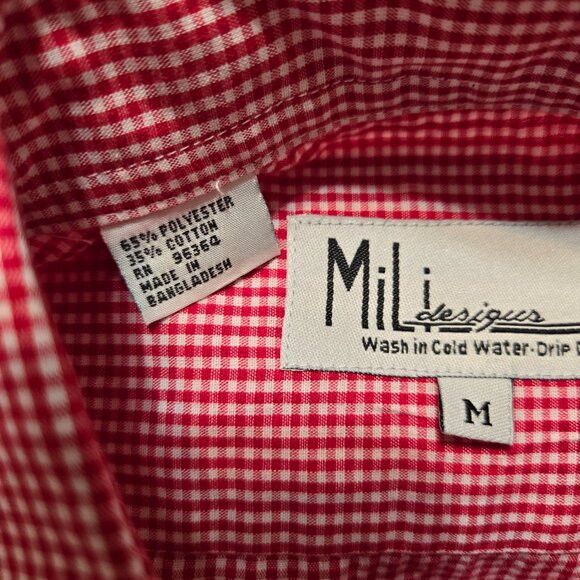 65% POLYESTER
35% COTTON
RN 96364
MADE IN
BANGLADESH
MiLi
designs
Wash in Cold Water-Drip
M